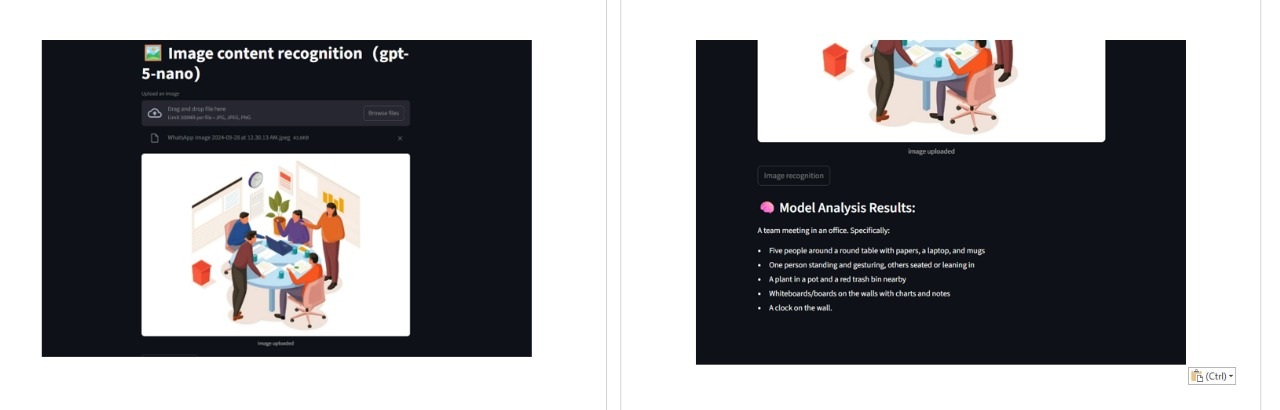 🖼️ Image content recognition（gpt-
5-nano）
Upload an image
Drag and drop file here
Limit 200MB per file • JPG, JPEG, PNG
Browse files
WhatsApp Image 2024-09-28 at 12.30.13 AM.jpeg
image uploaded
image uploaded
Image recognition
🧠 Model Analysis Results:
A team meeting in an office. Specifically:
• Five people around a round table with papers, a laptop, and mugs
• One person standing and gesturing, others seated or leaning in
• A plant in a pot and a red trash bin nearby
• Whiteboards/boards on the walls with charts and notes
• A clock on the wall.
(Ctrl)